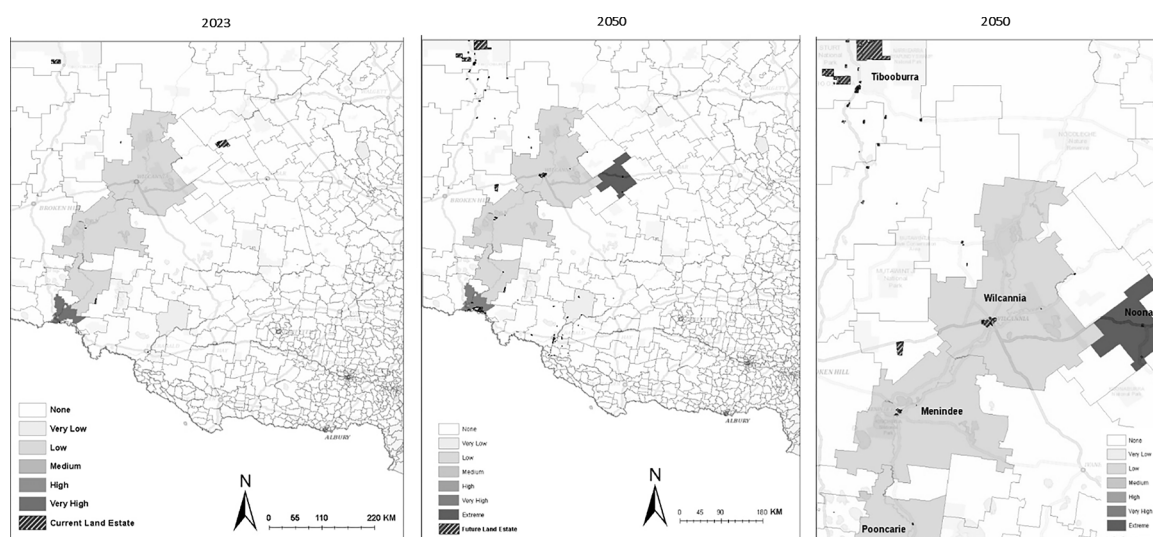 2023
BROKEN HILL
ALBURY
None
Very Low
Low
Medium
High
Very High
Current Land Estate
N
0 55 110 220 KM
2050
BROKEN HILL
ALBURY
None
Very Low
Low
Medium
High
Very High
Extreme
Future Land Estate
N
0 45 90 180 KM
2050
Tibooburra
Wilcannia
Noona
KEN HILL
Menindee
Pooncarie
None
Very Low
Low
Medium
High
Very High
Extreme